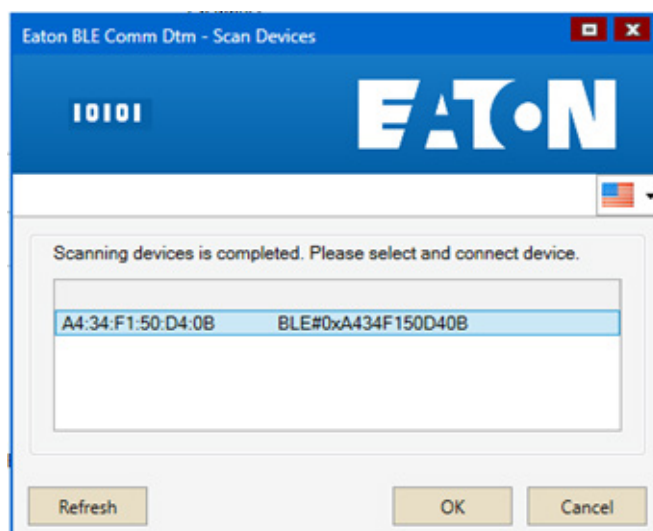 Eaton BLE Comm Dtm - Scan Devices
10101
EATON
Scanning devices is completed. Please select and connect device.
A4:34:F1:50:D4:0B BLE#0xA434F150D40B
Refresh OK Cancel